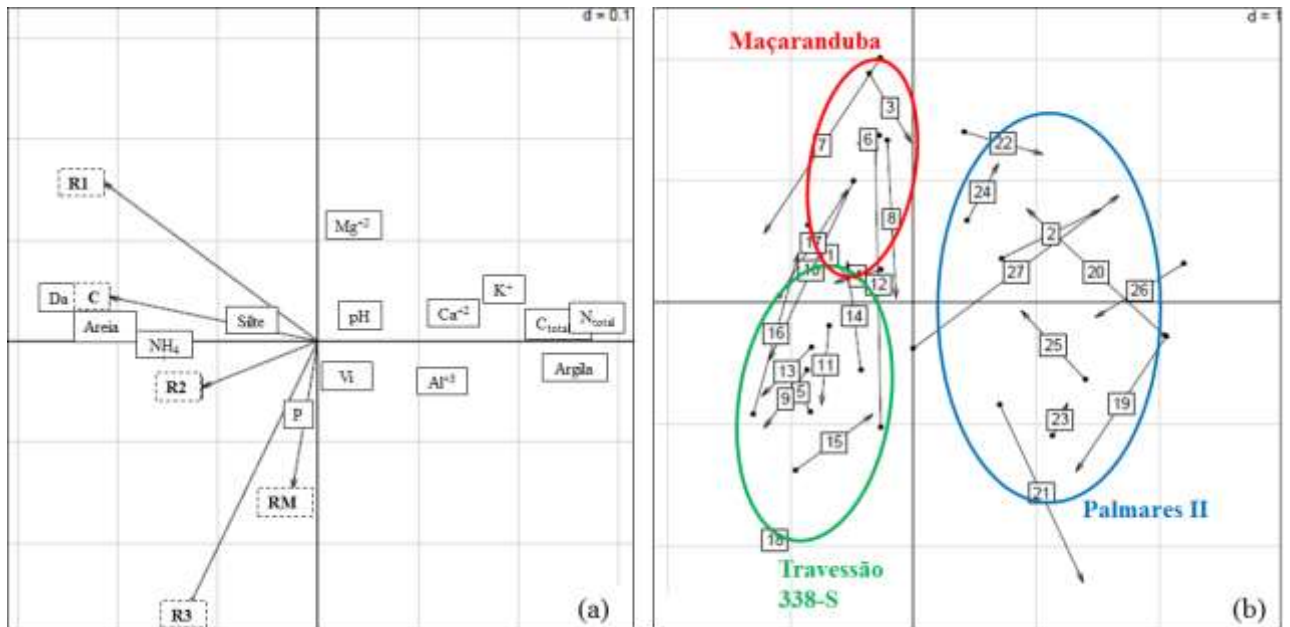 d = 0.1
R1
Mg+2
K+
Da
C
Silte
pH
Ca+2
Ctotal
Ntotal
Areia
NH4
R2
Vi
Al+3
Argila
P
RM
R3
(a)
d = 1
Maçaranduba
3
7
6
22
24
8
2
17
1
10
27
20
12
26
14
16
25
11
13
5
9
23
19
15
21
Palmares II
18
Travessão
338-S
(b)